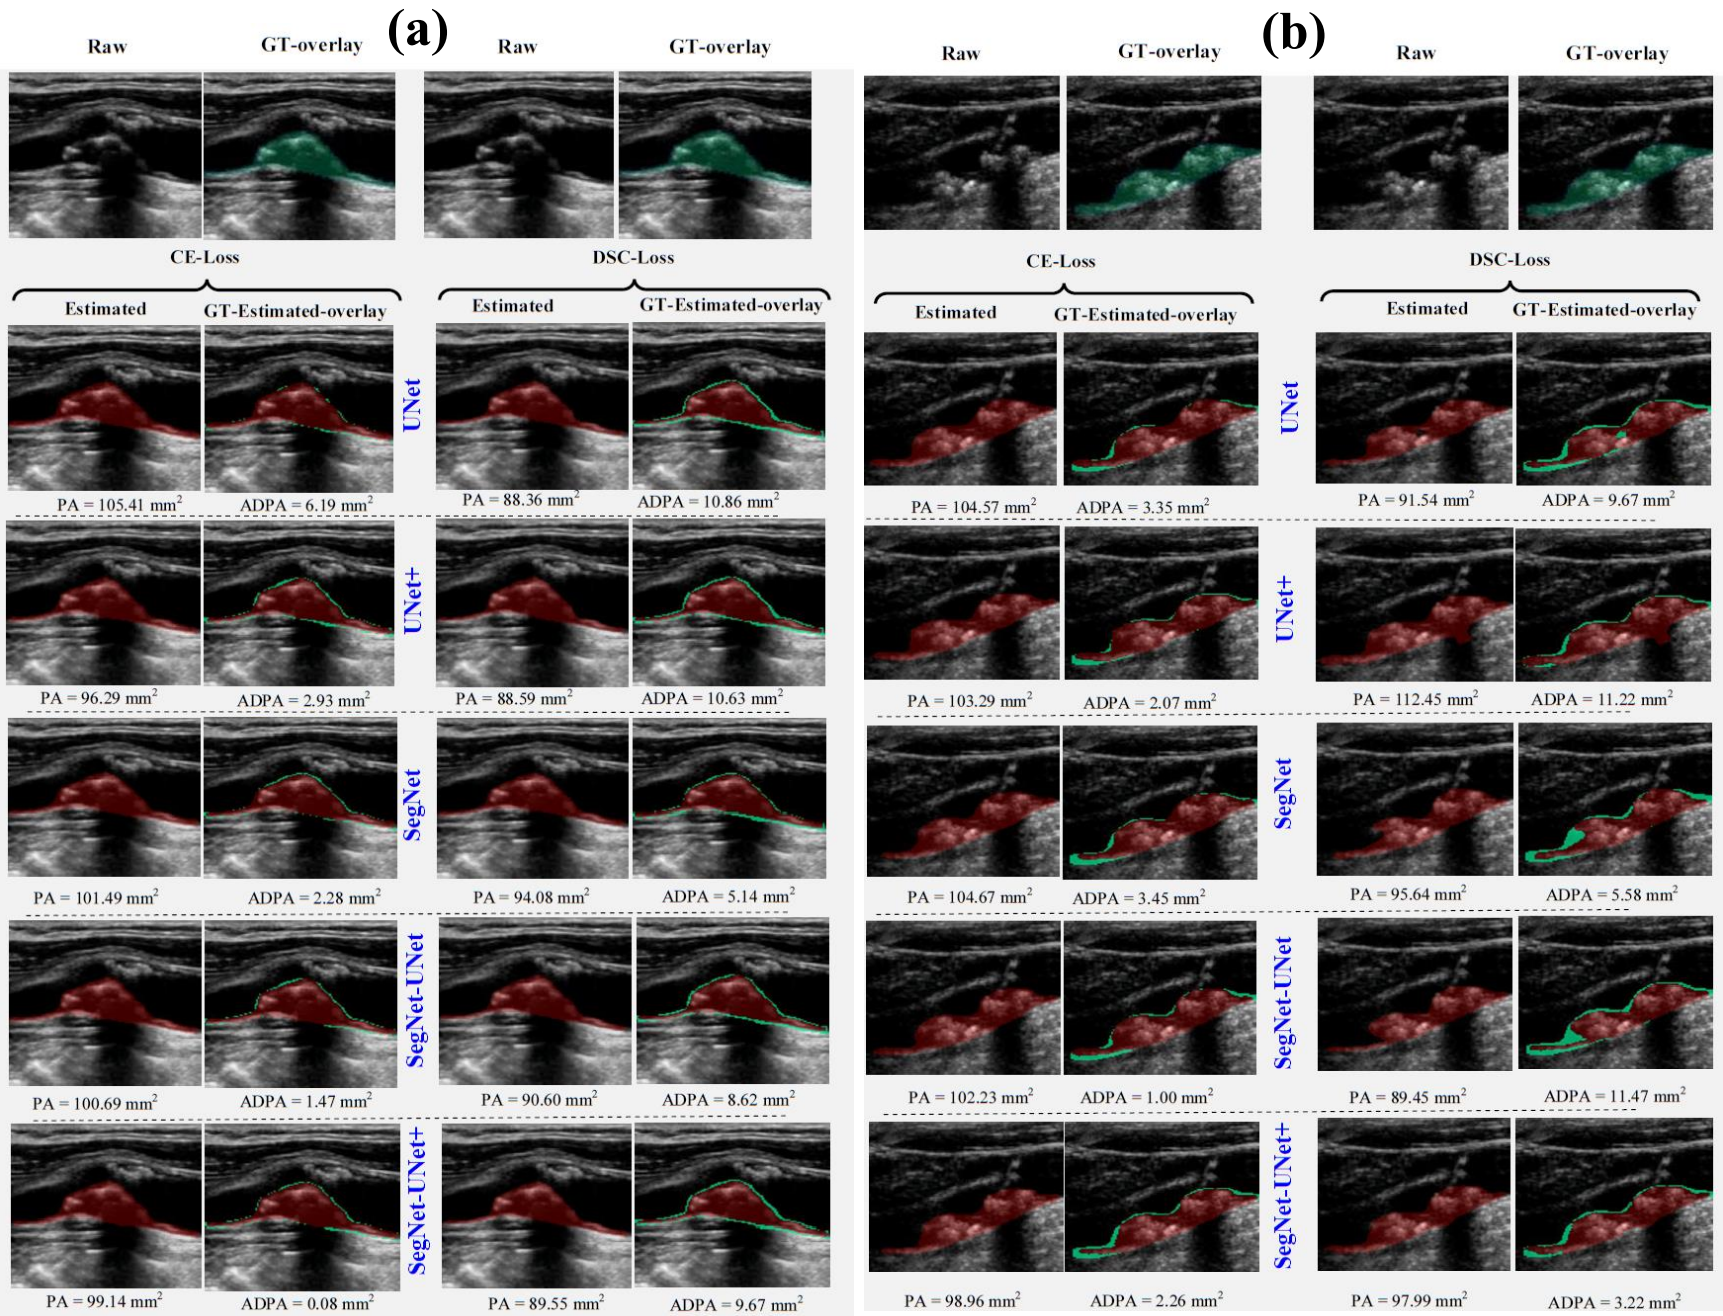 (a)
Raw GT-overlay Raw GT-overlay
CE-Loss DSC-Loss
Estimated GT-Estimated-overlay Estimated GT-Estimated-overlay
UNet
PA = 105.41 mm² ADPA = 6.19 mm² PA = 88.36 mm² ADPA = 10.86 mm²
UNet+
PA = 96.29 mm² ADPA = 2.93 mm² PA = 88.59 mm² ADPA = 10.63 mm²
SegNet
PA = 101.49 mm² ADPA = 2.28 mm² PA = 94.08 mm² ADPA = 5.14 mm²
SegNet-UNet
PA = 100.69 mm² ADPA = 1.47 mm² PA = 90.60 mm² ADPA = 8.62 mm²
SegNet-UNet+
PA = 99.14 mm² ADPA = 0.08 mm² PA = 89.55 mm² ADPA = 9.67 mm²
(b)
Raw GT-overlay Raw GT-overlay
CE-Loss DSC-Loss
Estimated GT-Estimated-overlay Estimated GT-Estimated-overlay
UNet
PA = 104.57 mm² ADPA = 3.35 mm² PA = 91.54 mm² ADPA = 9.67 mm²
UNet+
PA = 103.29 mm² ADPA = 2.07 mm² PA = 112.45 mm² ADPA = 11.22 mm²
SegNet
PA = 104.67 mm² ADPA = 3.45 mm² PA = 95.64 mm² ADPA = 5.58 mm²
SegNet-UNet
PA = 102.23 mm² ADPA = 1.00 mm² PA = 89.45 mm² ADPA = 11.47 mm²
SegNet-UNet+
PA = 98.96 mm² ADPA = 2.26 mm² PA = 97.99 mm² ADPA = 3.22 mm²